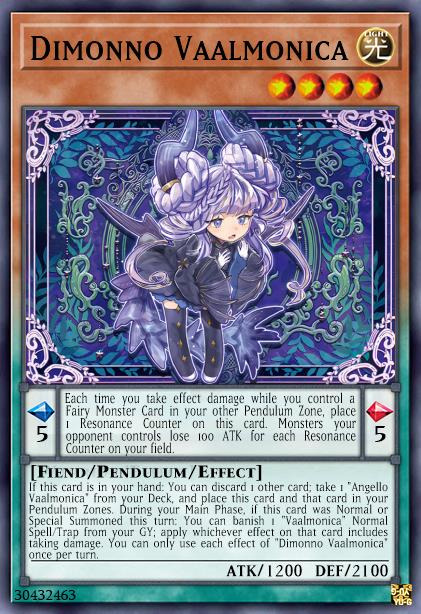 Dimonno Vaalmonica
LIGHT
光
Each time you take effect damage while you control a
Fairy Monster Card in your other Pendulum Zone, place
1 Resonance Counter on this card. Monsters your
opponent controls lose 100 ATK for each Resonance
Counter on your field.
5
5
[Fiend/Pendulum/Effect]
If this card is in your hand: You can discard 1 other card; take 1 "Angello
Vaalmonica" from your Deck, and place this card and that card in your
Pendulum Zones. During your Main Phase, if this card was Normal or
Special Summoned this turn: You can banish 1 "Vaalmonica" Normal
Spell/Trap from your GY; apply whichever effect on that card includes
taking damage. You can only use each effect of "Dimonno Vaalmonica"
once per turn.
ATK/1200 DEF/2100
30432463